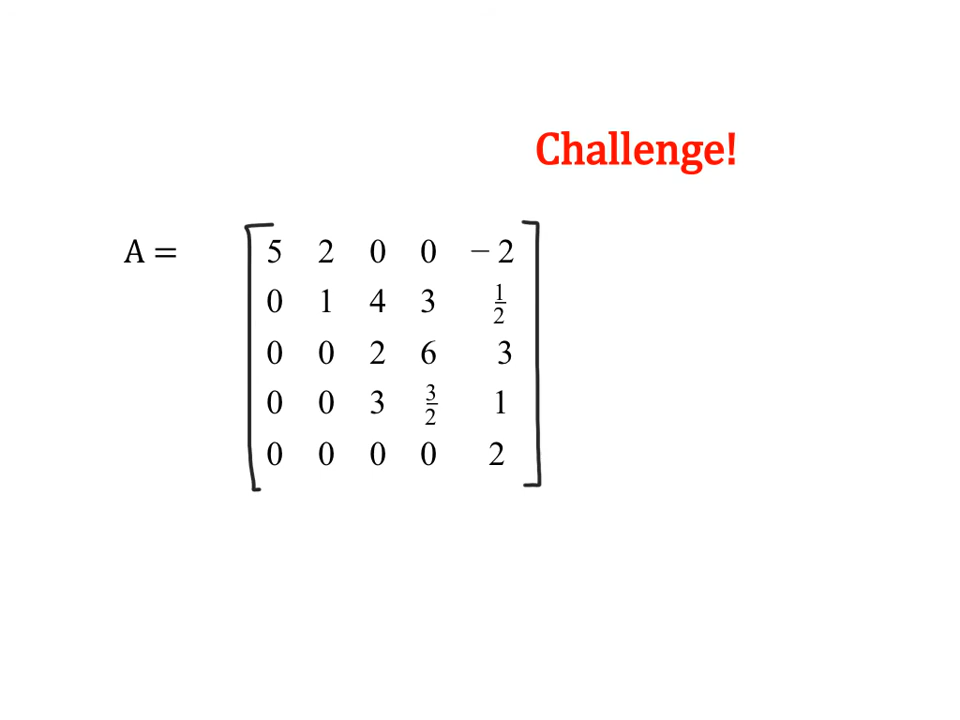 Challenge!
A =
5 2 0 0 − 2
0 1 4 3 1/2
0 0 2 6 3
0 0 3 3/2 1
0 0 0 0 2